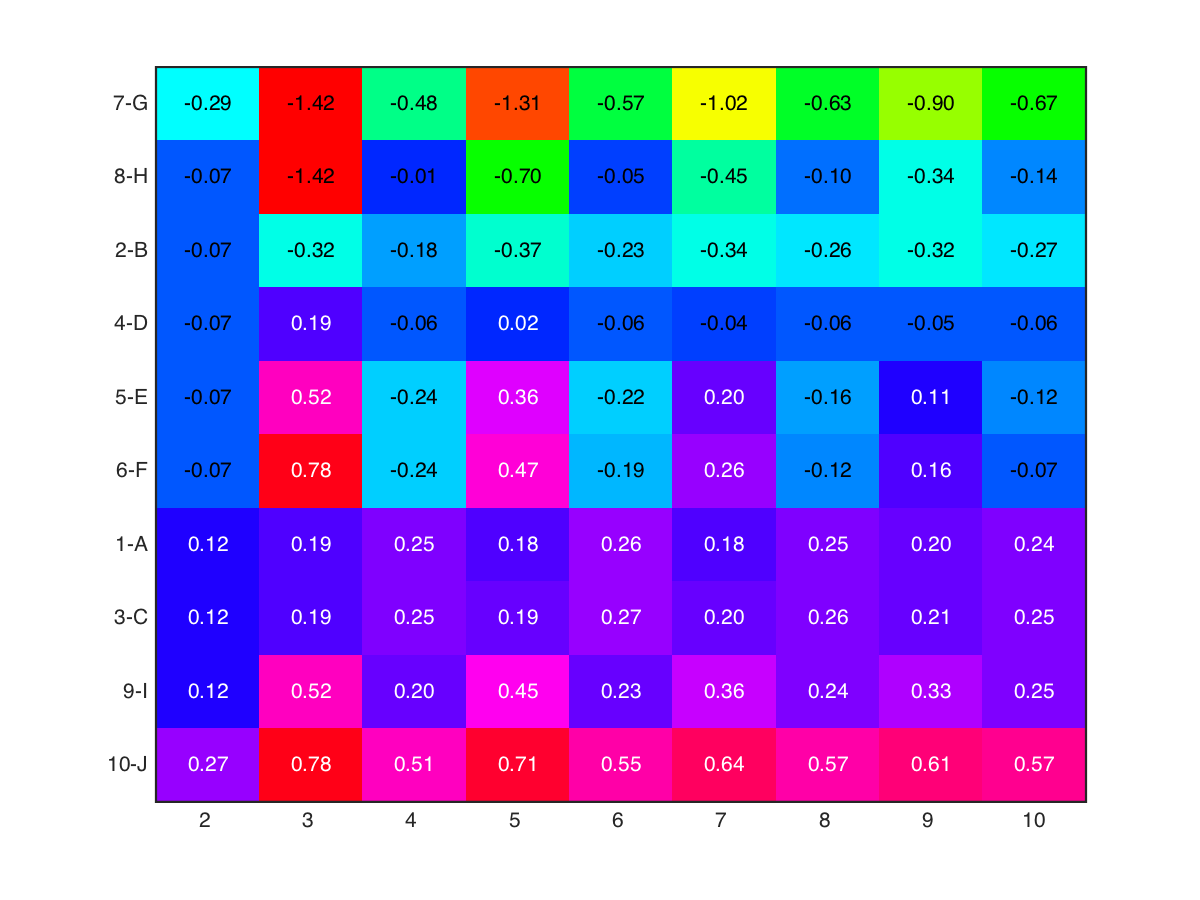 7-G -0.29 -1.42 -0.48 -1.31 -0.57 -1.02 -0.63 -0.90 -0.67
8-H -0.07 -1.42 -0.01 -0.70 -0.05 -0.45 -0.10 -0.34 -0.14
2-B -0.07 -0.32 -0.18 -0.37 -0.23 -0.34 -0.26 -0.32 -0.27
4-D -0.07 0.19 -0.06 0.02 -0.06 -0.04 -0.06 -0.05 -0.06
5-E -0.07 0.52 -0.24 0.36 -0.22 0.20 -0.16 0.11 -0.12
6-F -0.07 0.78 -0.24 0.47 -0.19 0.26 -0.12 0.16 -0.07
1-A 0.12 0.19 0.25 0.18 0.26 0.18 0.25 0.20 0.24
3-C 0.12 0.19 0.25 0.19 0.27 0.20 0.26 0.21 0.25
9-I 0.12 0.52 0.20 0.45 0.23 0.36 0.24 0.33 0.25
10-J 0.27 0.78 0.51 0.71 0.55 0.64 0.57 0.61 0.57
2 3 4 5 6 7 8 9 10